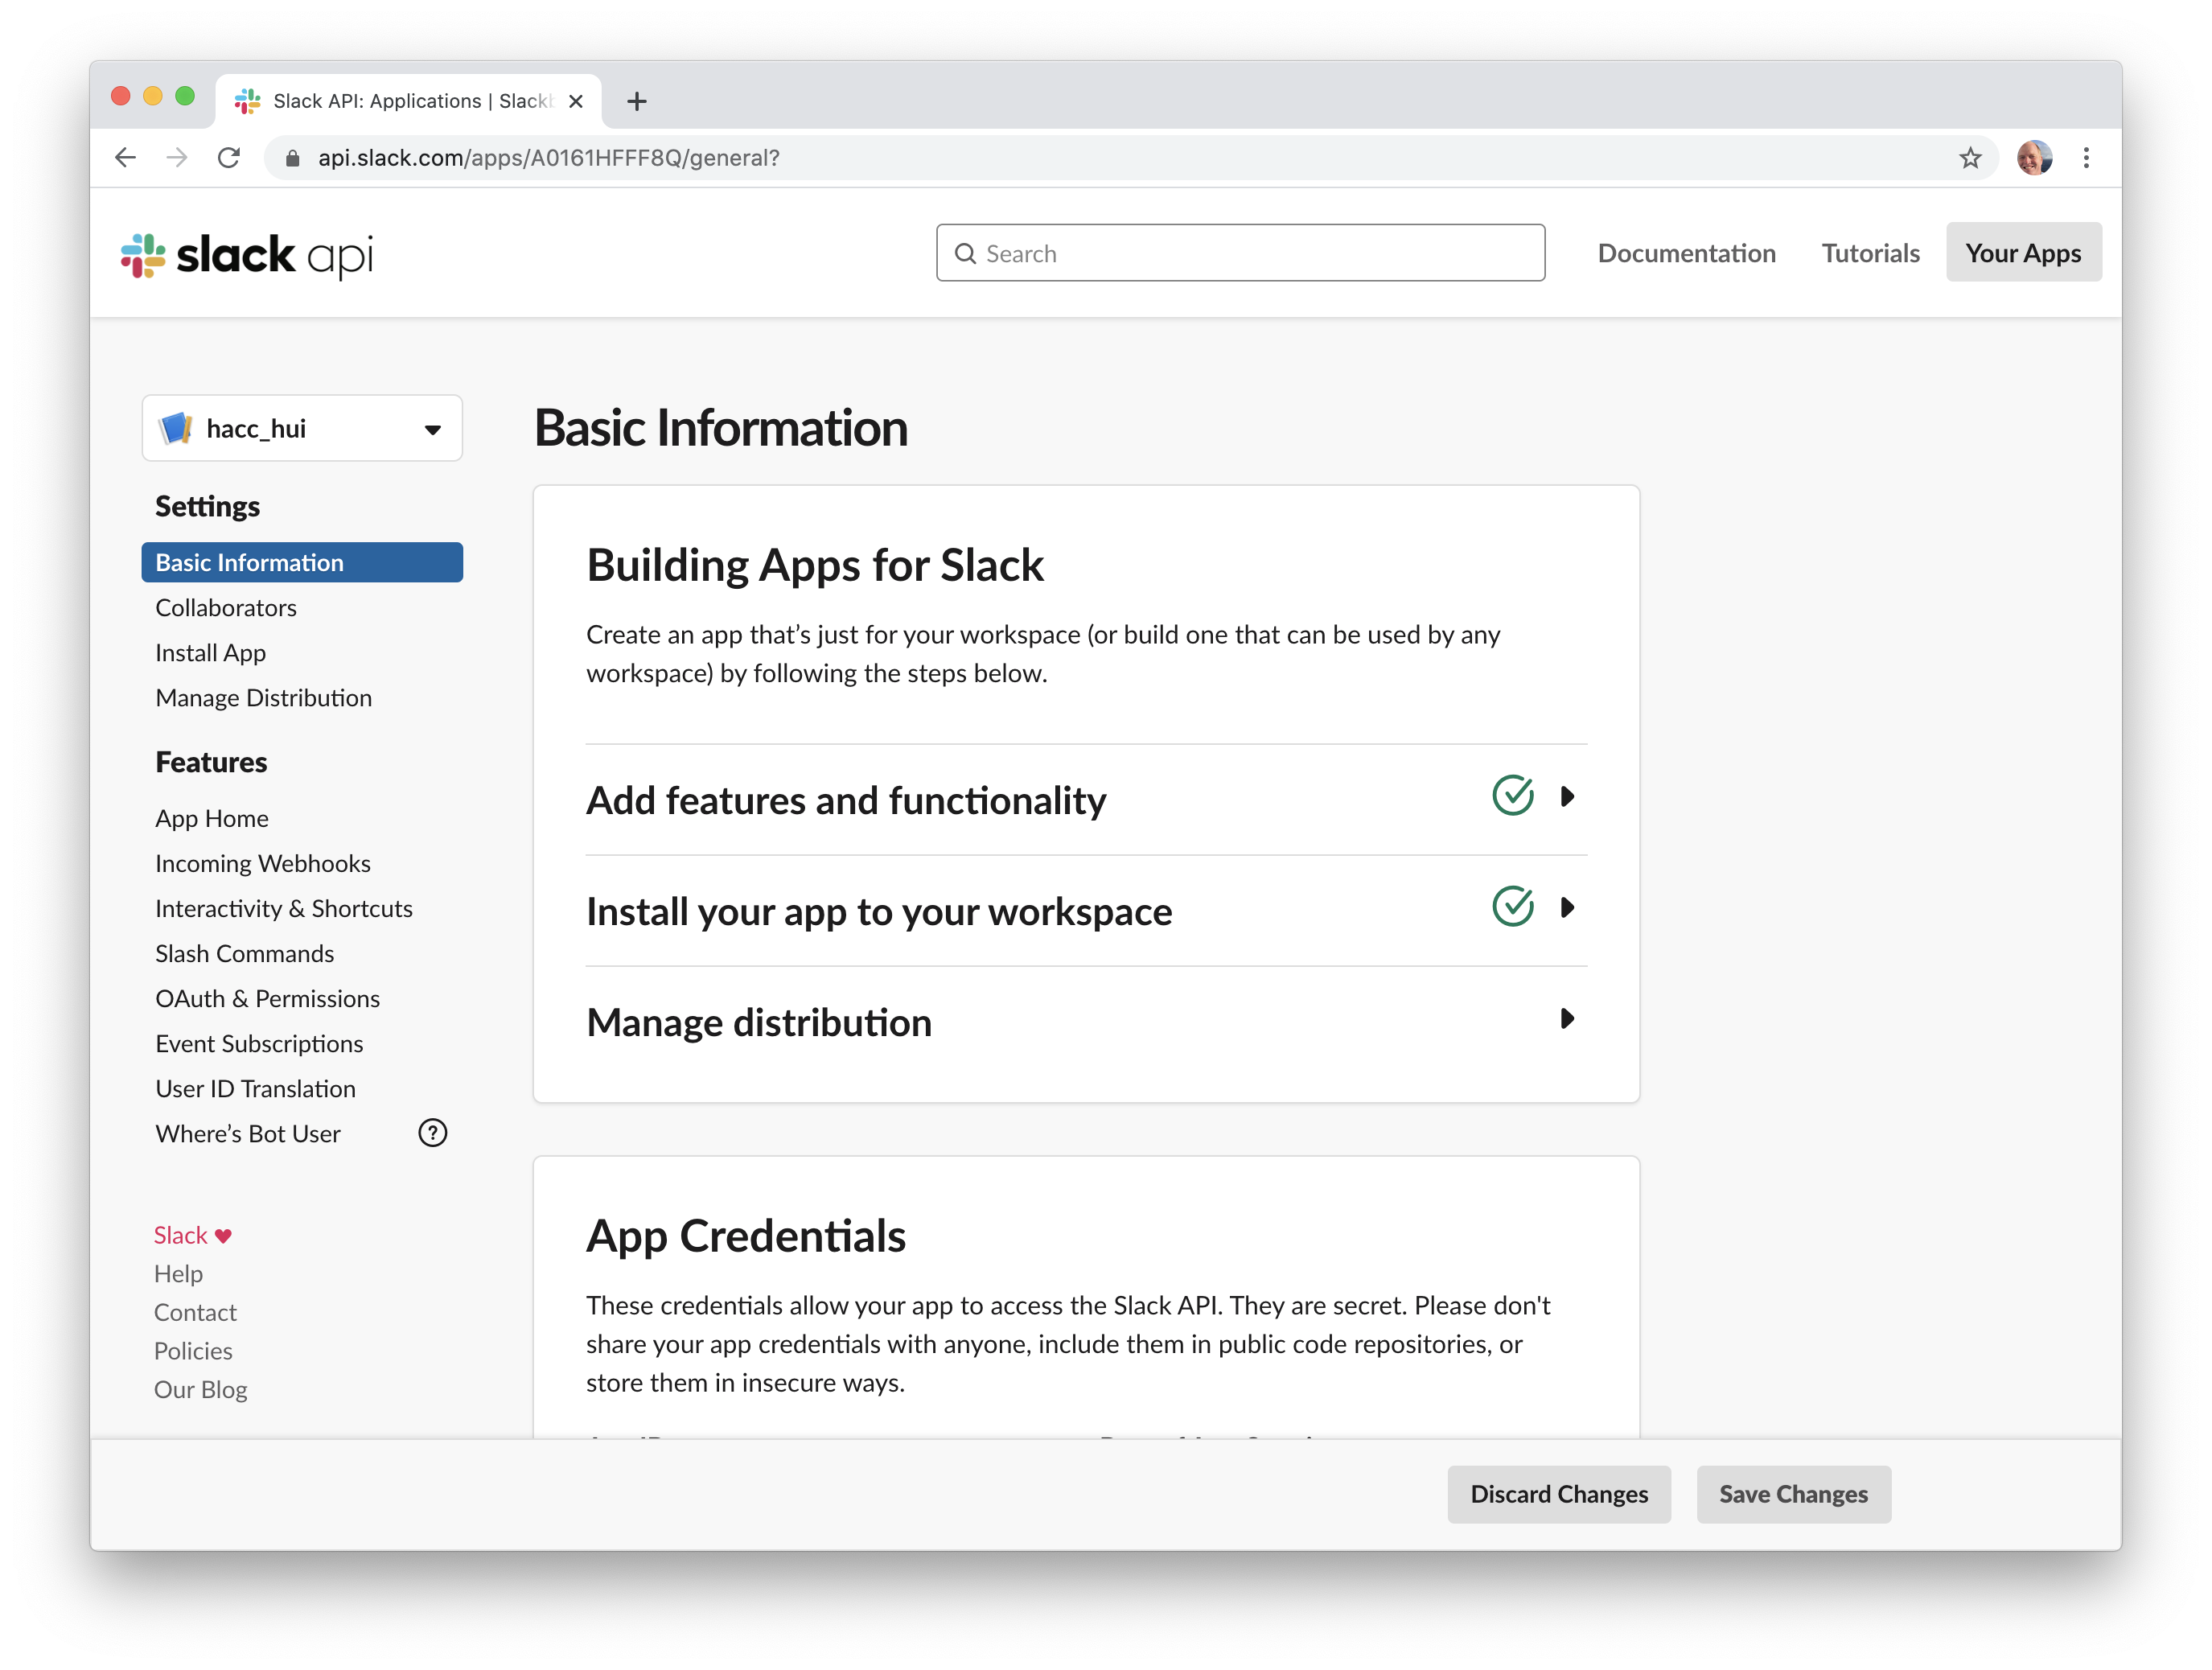 Slack API: Applications | Slackb
api.slack.com/apps/A0161HFFF8Q/general?
slack api
Search
Documentation
Tutorials
Your Apps
hacc_hui
Settings
Basic Information
Collaborators
Install App
Manage Distribution
Features
App Home
Incoming Webhooks
Interactivity & Shortcuts
Slash Commands
OAuth & Permissions
Event Subscriptions
User ID Translation
Where’s Bot User
Slack
Help
Contact
Policies
Our Blog
Basic Information
Building Apps for Slack
Create an app that’s just for your workspace (or build one that can be used by any
workspace) by following the steps below.
Add features and functionality
Install your app to your workspace
Manage distribution
App Credentials
These credentials allow your app to access the Slack API. They are secret. Please don't
share your app credentials with anyone, include them in public code repositories, or
store them in insecure ways.
Discard Changes
Save Changes